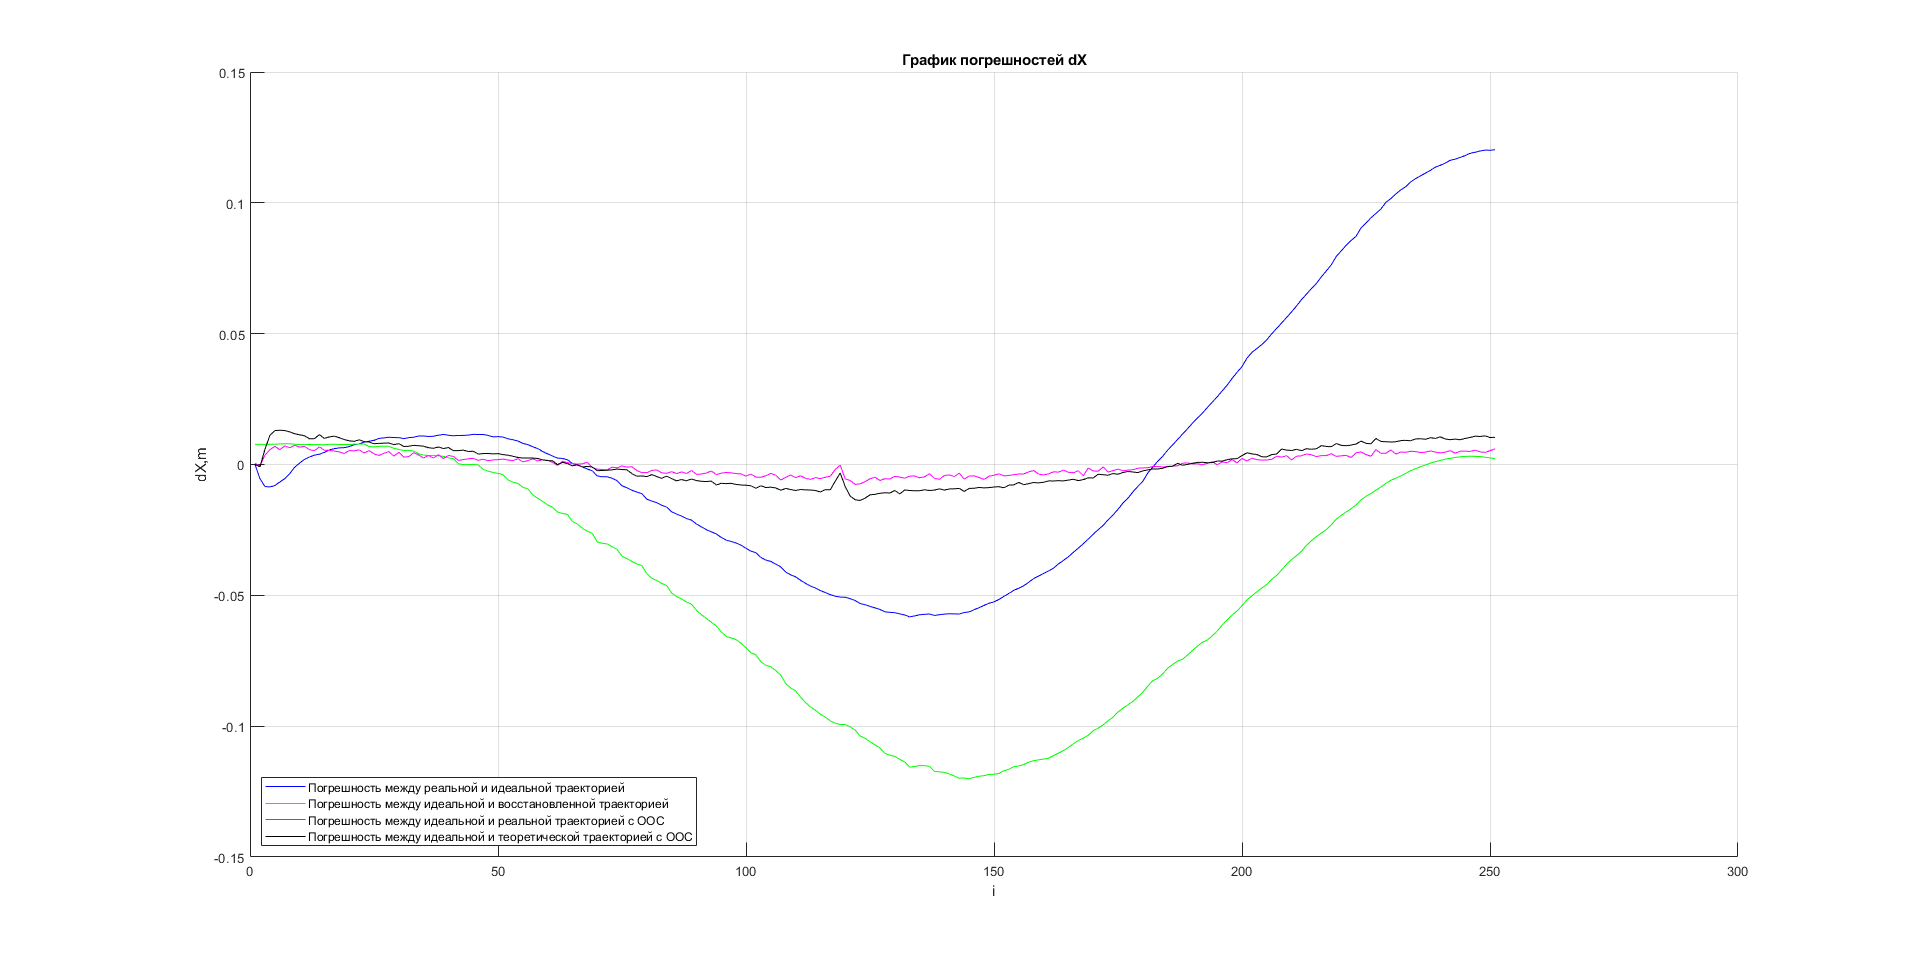 График погрешностей dX
0.15
0.1
0.05
0
-0.05
-0.1
-0.15
dX,m
Погрешность между реальной и идеальной траекторией
Погрешность между идеальной и восстановленной траекторией
Погрешность между идеальной и реальной траекторией с ООС
Погрешность между идеальной и теоретической траекторией с ООС
0 50 100 150 200 250 300
i